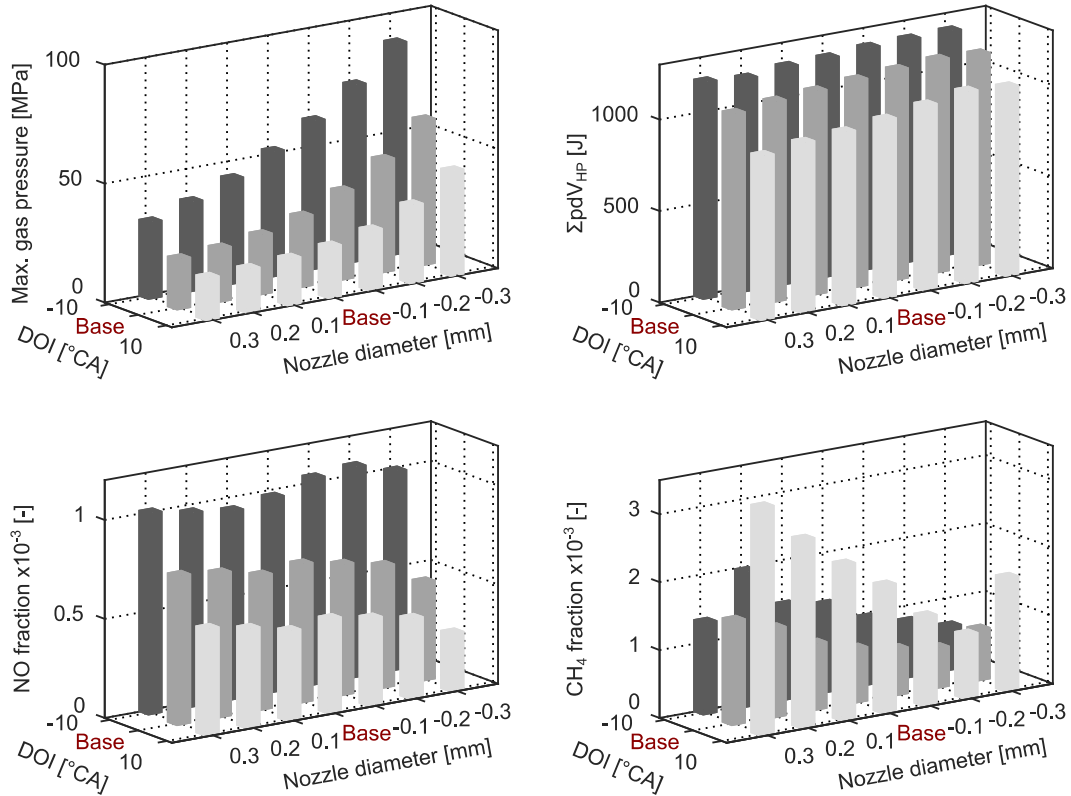 Max. gas pressure [MPa]
100
50
0
-10
Base
10
DOI [°CA]
0.3
0.2
0.1
Base
-0.1
-0.2
-0.3
Nozzle diameter [mm]
ΣpdV_HP [J]
1000
500
0
-10
Base
10
DOI [°CA]
0.3
0.2
0.1
Base
-0.1
-0.2
-0.3
Nozzle diameter [mm]
NO fraction x10⁻³ [-]
1
0.5
0
-10
Base
10
DOI [°CA]
0.3
0.2
0.1
Base
-0.1
-0.2
-0.3
Nozzle diameter [mm]
CH₄ fraction x10⁻³ [-]
3
2
1
0
-10
Base
10
DOI [°CA]
0.3
0.2
0.1
Base
-0.1
-0.2
-0.3
Nozzle diameter [mm]